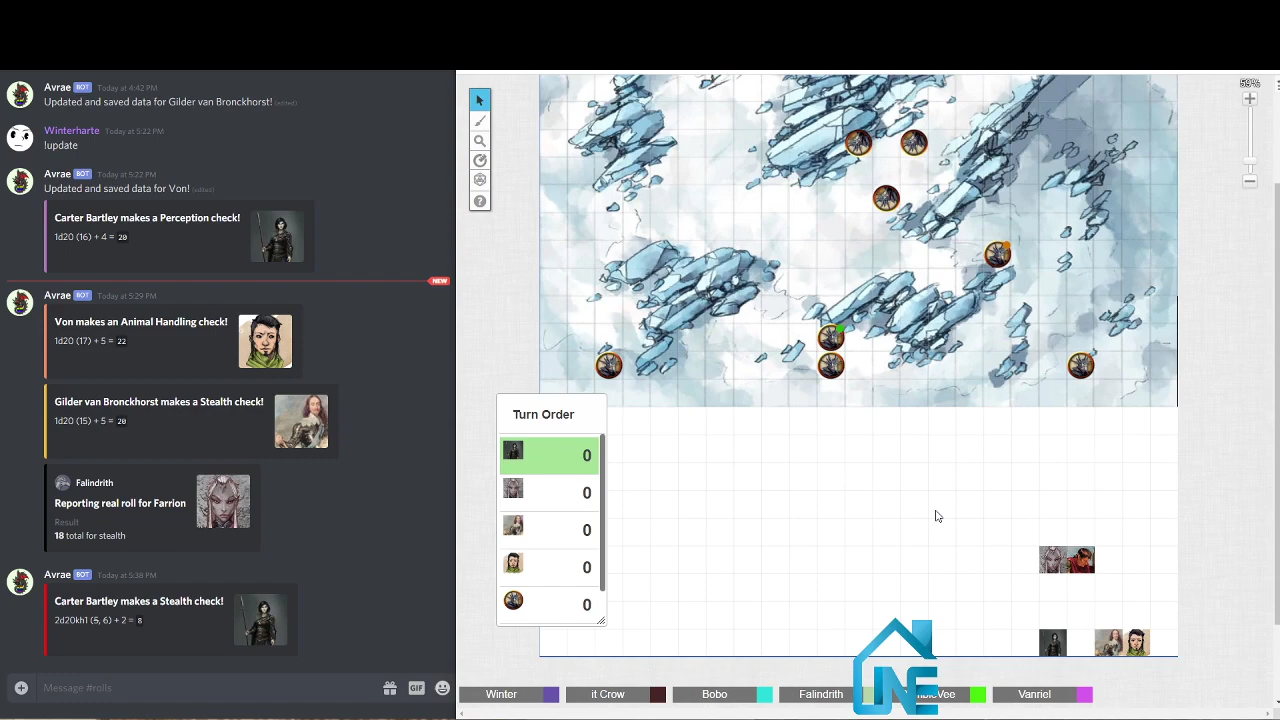 Avrae BOT Today at 4:42 PM
Updated and saved data for Gilder van Bronckhorst! (edited)
Winterharte Today at 5:22 PM
!update
Avrae BOT Today at 5:22 PM
Updated and saved data for Von! (edited)
Carter Bartley makes a Perception check!
1d20 (16) + 4 = 20
NEW
Avrae BOT Today at 5:29 PM
Von makes an Animal Handling check!
1d20 (17) + 5 = 22
Gilder van Bronckhorst makes a Stealth check!
1d20 (15) + 5 = 20
Falindrith
Reporting real roll for Farrion
Result
18 total for stealth
Avrae BOT Today at 5:38 PM
Carter Bartley makes a Stealth check!
2d20kh1 (5, 6) + 2 = 8
Message #rolls
GIF
59%
Turn Order
0
0
0
0
0
Winter
it Crow
Bobo
Falindrith
Vanriel
NE